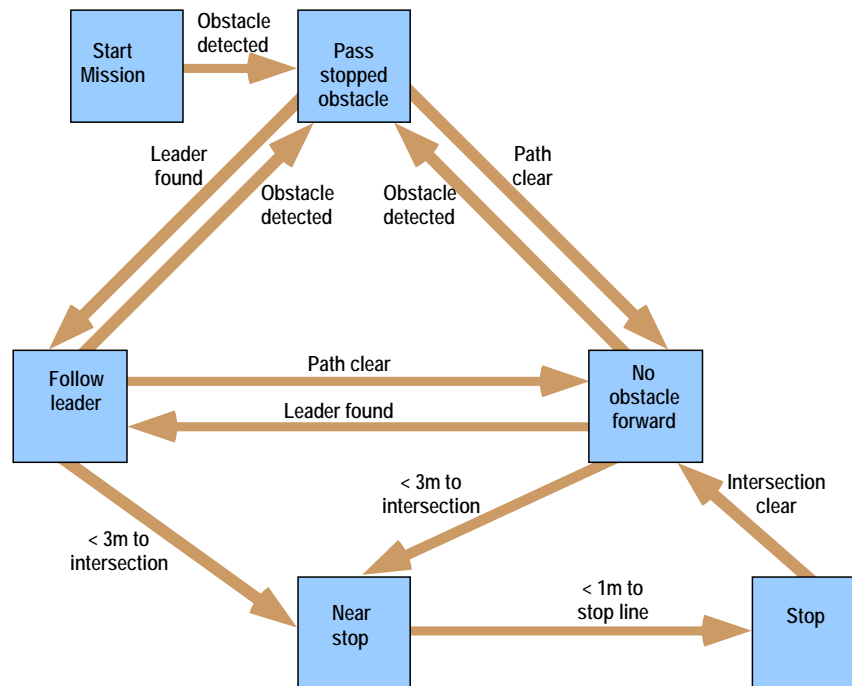 Obstacle
detected
Start
Mission
Pass
stopped
obstacle
Leader
found
Obstacle
detected
Obstacle
detected
Path
clear
Follow
leader
Path clear
Leader found
No
obstacle
forward
< 3m to
intersection
< 3m to
intersection
Intersection
clear
Near
stop
< 1m to
stop line
Stop